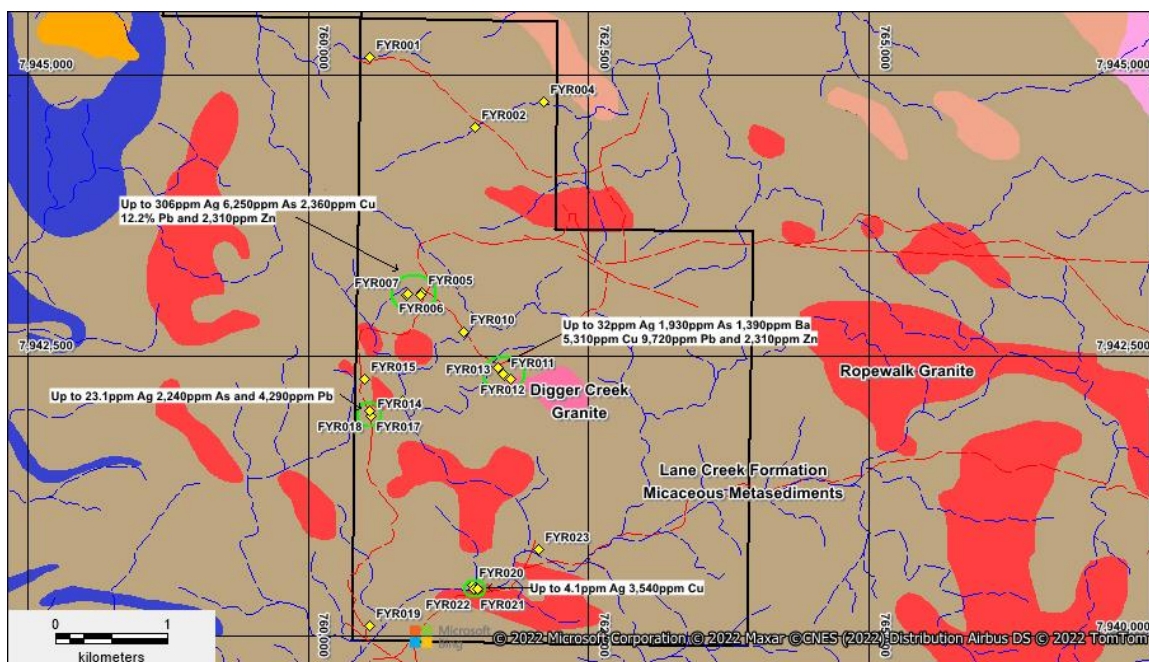 760,000
762,500
765,000
FYR001
7,945,000
7,945,000
FYR004
FYR002
Up to 306ppm Ag 6,250ppm As 2,360ppm Cu
12.2% Pb and 2,310ppm Zn
FYR007
FYR005
FYR006
FYR010
Up to 32ppm Ag 1,930ppm As 1,390ppm Ba
5,310ppm Cu 9,720ppm Pb and 2,310ppm Zn
7,942,500
7,942,500
FYR013
FYR011
FYR015
FYR012
Ropewalk Granite
Digger Creek
Granite
Up to 23.1ppm Ag 2,240ppm As and 4,290ppm Pb
FYR014
FYR018
FYR017
Lane Creek Formation
Micaceous Metasediments
FYR023
FYR020
Up to 4.1ppm Ag 3,540ppm Cu
FYR022
FYR021
FYR019
0
1
kilometers
760,000
762,500
765,000
7,940,000
Microsoft
Bing
© 2022 Microsoft Corporation © 2022 Maxar ©CNES (2022) Distribution Airbus DS © 2022 TomTom